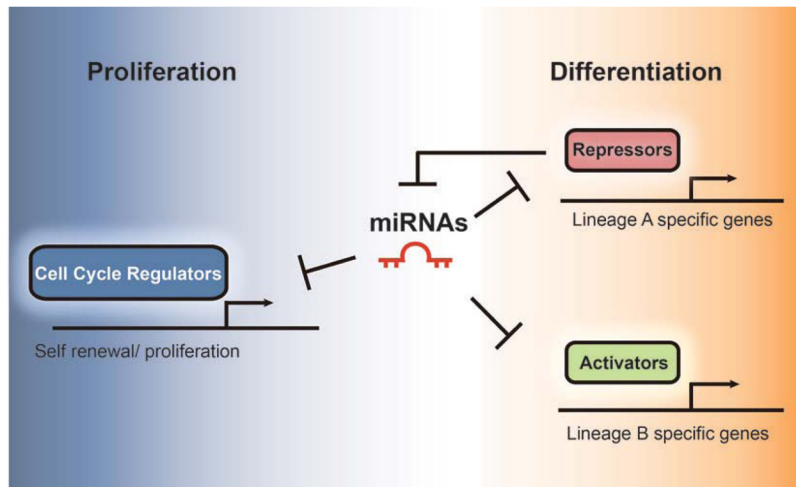 Proliferation
Differentiation
Repressors
Lineage A specific genes
miRNAs
Cell Cycle Regulators
Self renewal/ proliferation
Activators
Lineage B specific genes